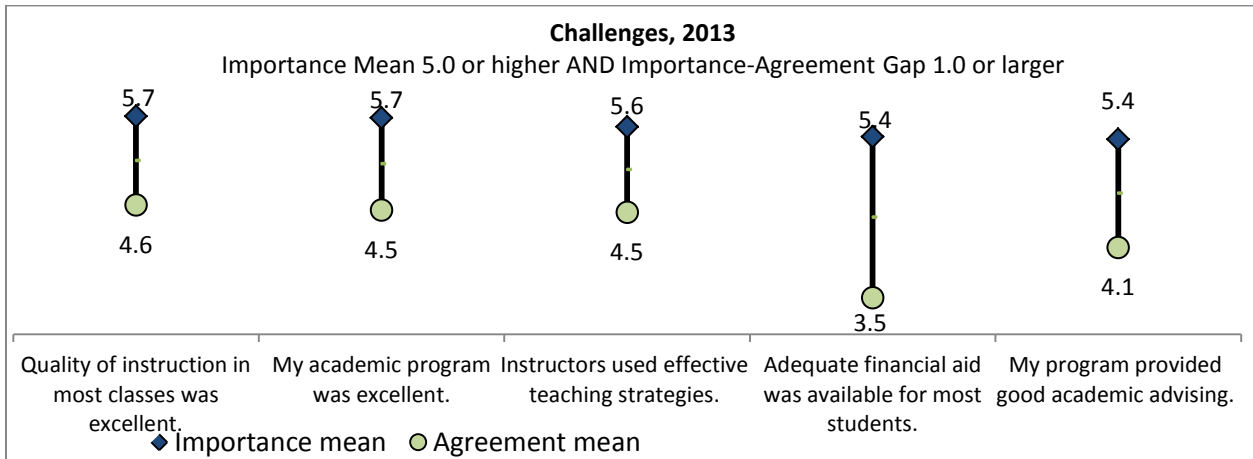 Challenges, 2013
Importance Mean 5.0 or higher AND Importance-Agreement Gap 1.0 or larger
5.7
5.7
5.6
5.4
5.4
4.6
4.5
4.5
3.5
4.1
Quality of instruction in
most classes was
excellent.
My academic program
was excellent.
Instructors used effective
teaching strategies.
Adequate financial aid
was available for most
students.
My program provided
good academic advising.
Importance mean
Agreement mean